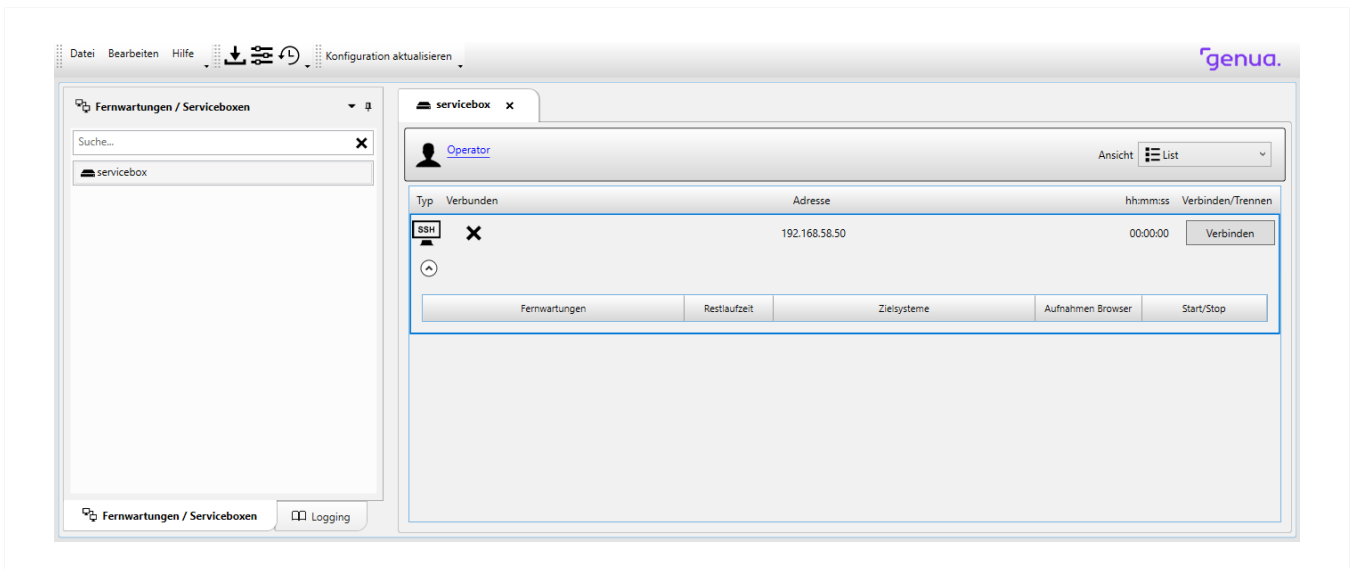 Datei Bearbeiten Hilfe Konfiguration aktualisieren genua.
Fernwartungen / Serviceboxen
Suche...
servicebox
servicebox x
Operator
Ansicht List
Typ Verbunden Adresse hh:mm:ss Verbinden/Trennen
SSH 192.168.58.50 00:00:00 Verbinden
Fernwartungen Restlaufzeit Zielsysteme Aufnahmen Browser Start/Stop
Fernwartungen / Serviceboxen Logging